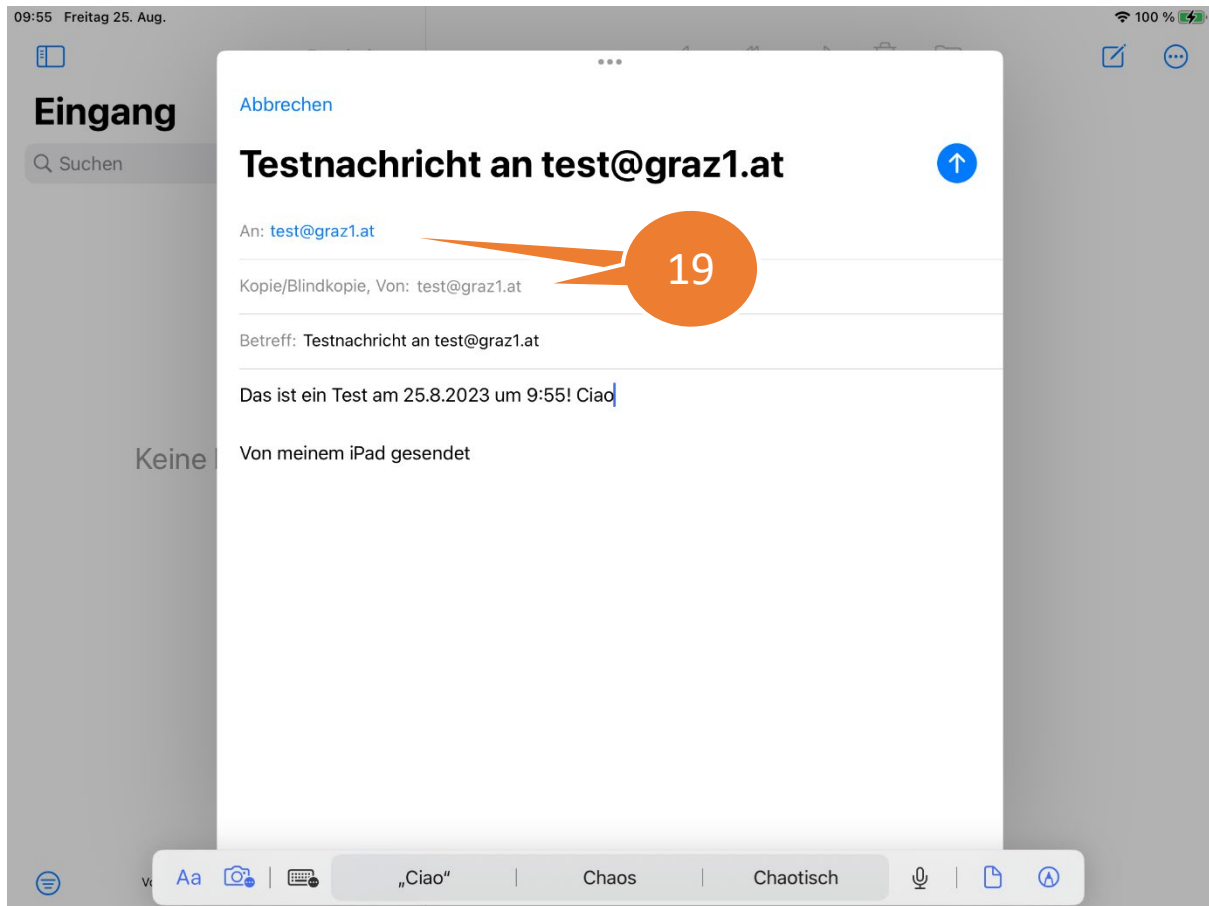 09:55 Freitag 25. Aug.
100 %
Eingang
Suchen
Abbrechen
Testnachricht an test@graz1.at
An: test@graz1.at
19
Kopie/Blindkopie, Von: test@graz1.at
Betreff: Testnachricht an test@graz1.at
Das ist ein Test am 25.8.2023 um 9:55! Ciao
Keine
Von meinem iPad gesendet
Aa
„Ciao“
Chaos
Chaotisch